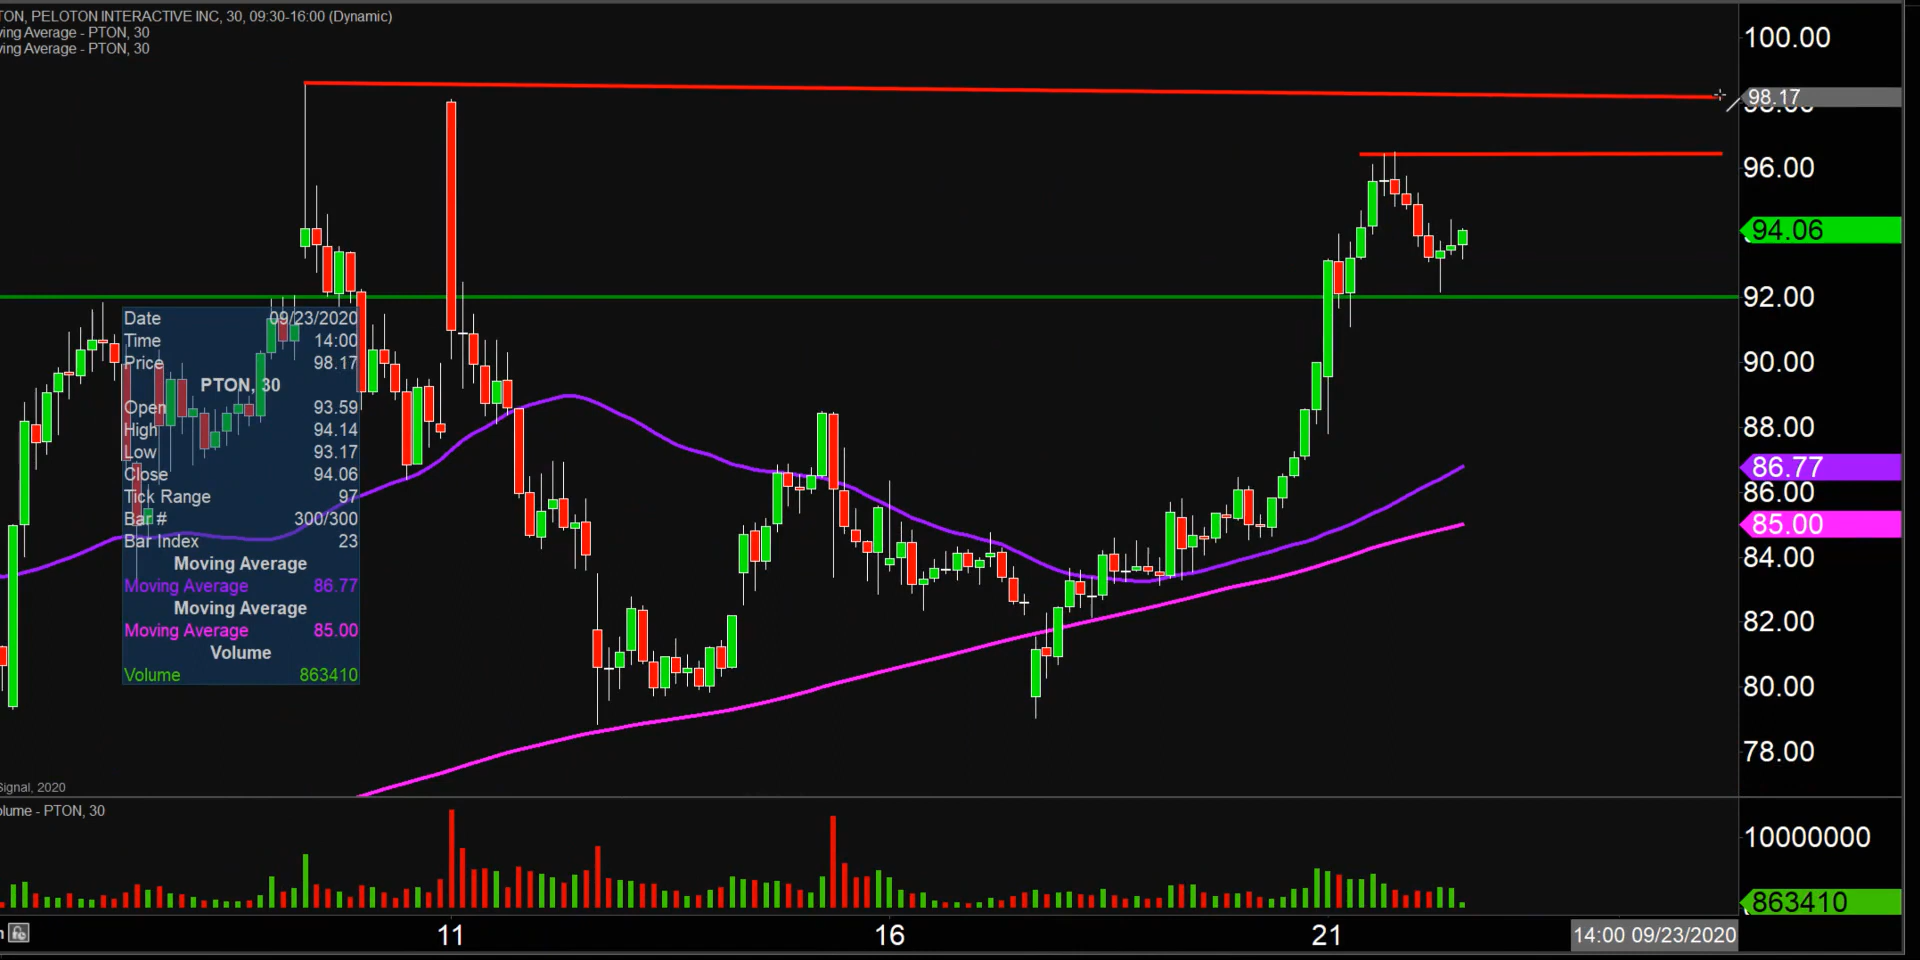 TON, PELOTON INTERACTIVE INC, 30, 09:30-16:00 (Dynamic)
ving Average - PTON, 30
ving Average - PTON, 30
100.00
98.17
98.00
96.00
94.06
92.00
90.00
88.00
86.77
86.00
85.00
84.00
82.00
80.00
78.00
Date 09/23/2020
Time 14:00
Price 98.17
PTON, 30
Open 93.59
High 94.14
Low 93.17
Close 94.06
Tick Range 97
Bar # 300/300
Bar Index 23
Moving Average
Moving Average 86.77
Moving Average
Moving Average 85.00
Volume
Volume 863410
Signal, 2020
olume - PTON, 30
10000000
863410
11 16 21 14:00 09/23/2020